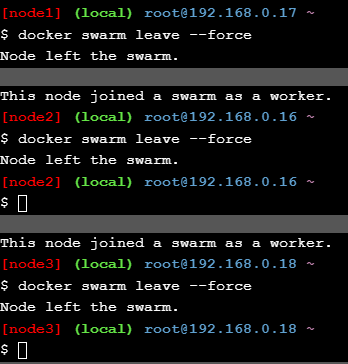 [node1] (local) root@192.168.0.17 ~
$ docker swarm leave --force
Node left the swarm.
This node joined a swarm as a worker.
[node2] (local) root@192.168.0.16 ~
$ docker swarm leave --force
Node left the swarm.
[node2] (local) root@192.168.0.16 ~
$
This node joined a swarm as a worker.
[node3] (local) root@192.168.0.18 ~
$ docker swarm leave --force
Node left the swarm.
[node3] (local) root@192.168.0.18 ~
$